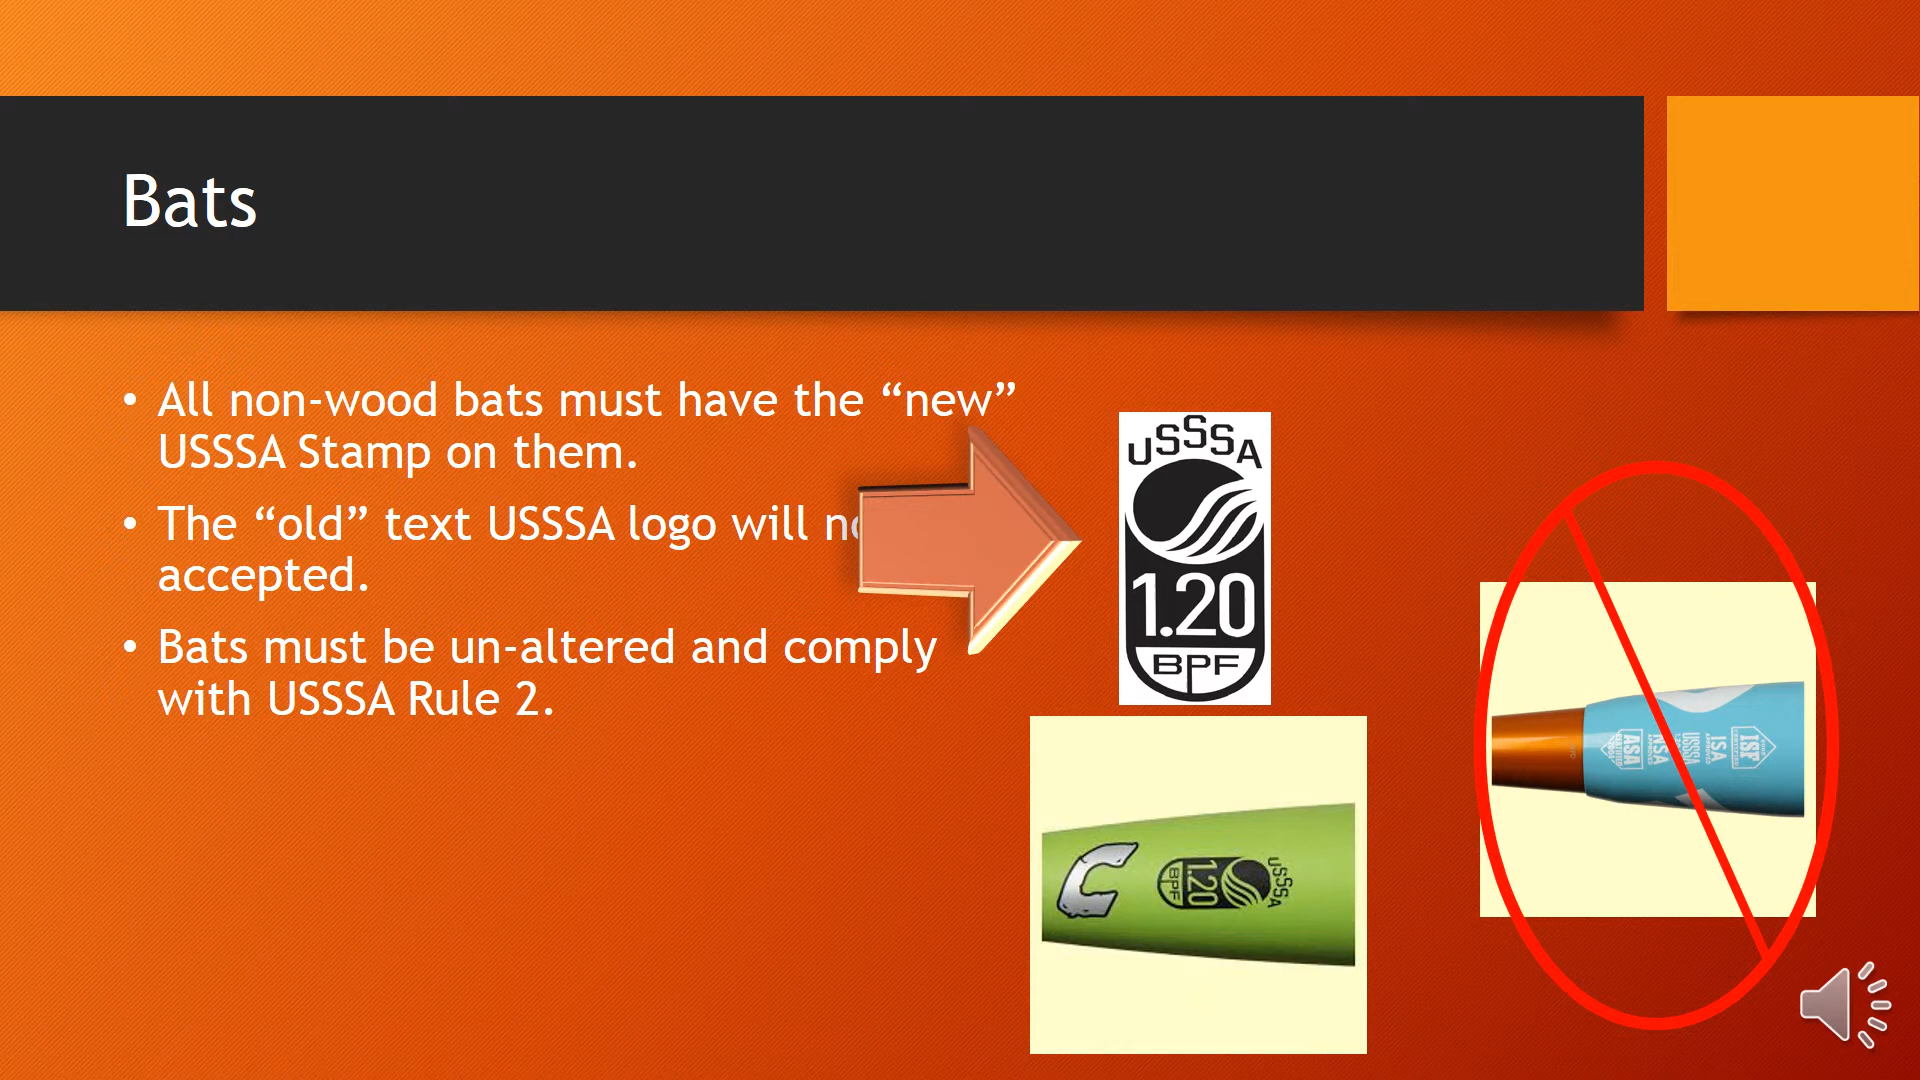 Bats
• All non-wood bats must have the “new”
USSSA Stamp on them.
• The “old” text USSSA logo will
accepted.
• Bats must be un-altered and comply
with USSSA Rule 2.
USSSA
1.20
BPF
C
USSSA
1.20
BPF
ASA
NSA
USSSA
ISA
ISF